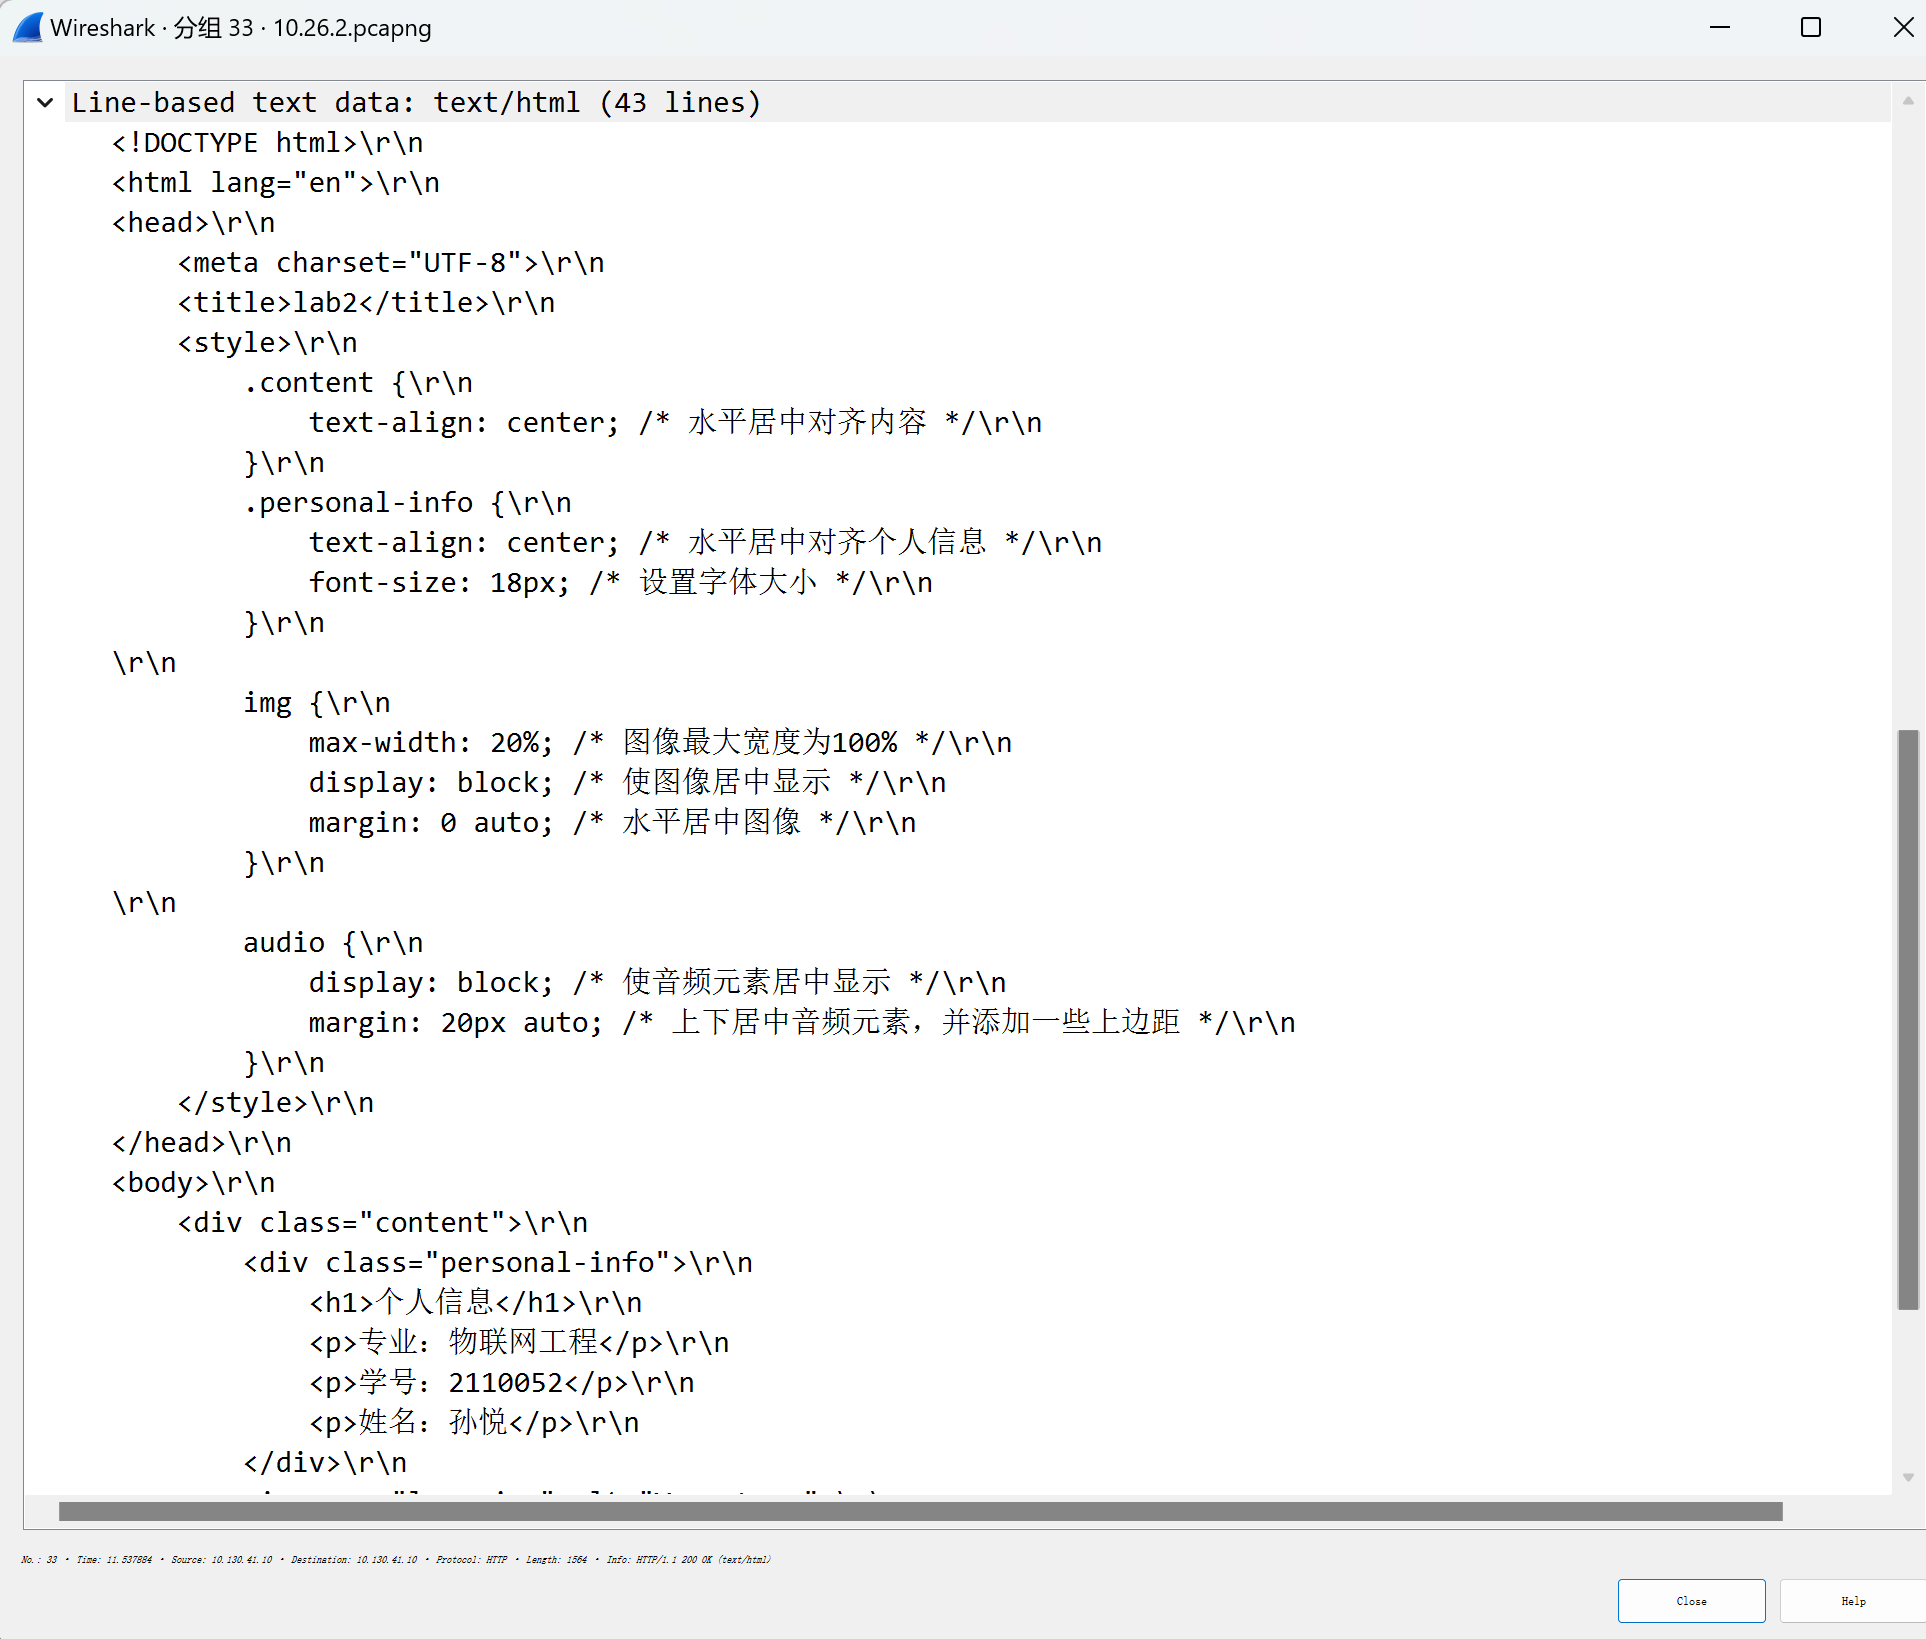 Wireshark · 分组 33 · 10.26.2.pcapng
Line-based text data: text/html (43 lines)
<!DOCTYPE html>\r\n
<html lang="en">\r\n
<head>\r\n
<meta charset="UTF-8">\r\n
<title>lab2</title>\r\n
<style>\r\n
.content {\r\n
text-align: center; /* 水平居中对齐内容 */\r\n
}\r\n
.personal-info {\r\n
text-align: center; /* 水平居中对齐个人信息 */\r\n
font-size: 18px; /* 设置字体大小 */\r\n
}\r\n
\r\n
img {\r\n
max-width: 20%; /* 图像最大宽度为100% */\r\n
display: block; /* 使图像居中显示 */\r\n
margin: 0 auto; /* 水平居中图像 */\r\n
}\r\n
\r\n
audio {\r\n
display: block; /* 使音频元素居中显示 */\r\n
margin: 20px auto; /* 上下居中音频元素，并添加一些上边距 */\r\n
}\r\n
</style>\r\n
</head>\r\n
<body>\r\n
<div class="content">\r\n
<div class="personal-info">\r\n
<h1>个人信息</h1>\r\n
<p>专业：物联网工程</p>\r\n
<p>学号：2110052</p>\r\n
<p>姓名：孙悦</p>\r\n
</div>\r\n
No.: 33 · Time: 11.537884 · Source: 10.130.41.10 · Destination: 10.130.41.10 · Protocol: HTTP · Length: 1564 · Info: HTTP/1.1 200 OK (text/html)
Close
Help